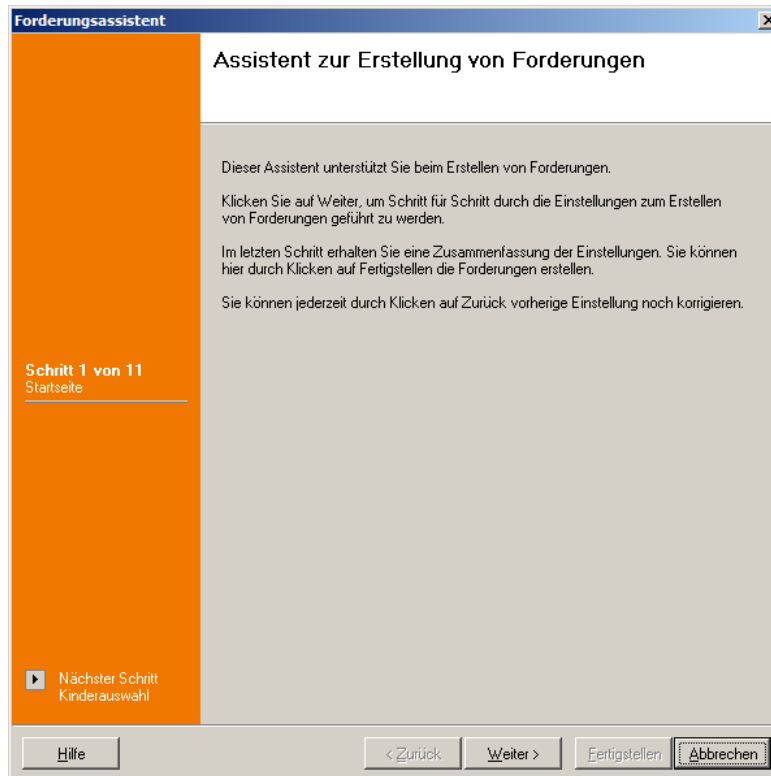 Forderungsassistent
Assistent zur Erstellung von Forderungen
Dieser Assistent unterstützt Sie beim Erstellen von Forderungen.
Klicken Sie auf Weiter, um Schritt für Schritt durch die Einstellungen zum Erstellen
von Forderungen geführt zu werden.
Im letzten Schritt erhalten Sie eine Zusammenfassung der Einstellungen. Sie können
hier durch Klicken auf Fertigstellen die Forderungen erstellen.
Sie können jederzeit durch Klicken auf Zurück vorherige Einstellung noch korrigieren.
Schritt 1 von 11
Startseite
Nächster Schritt
Kinderauswahl
Hilfe
< Zurück
Weiter >
Fertigstellen
Abbrechen